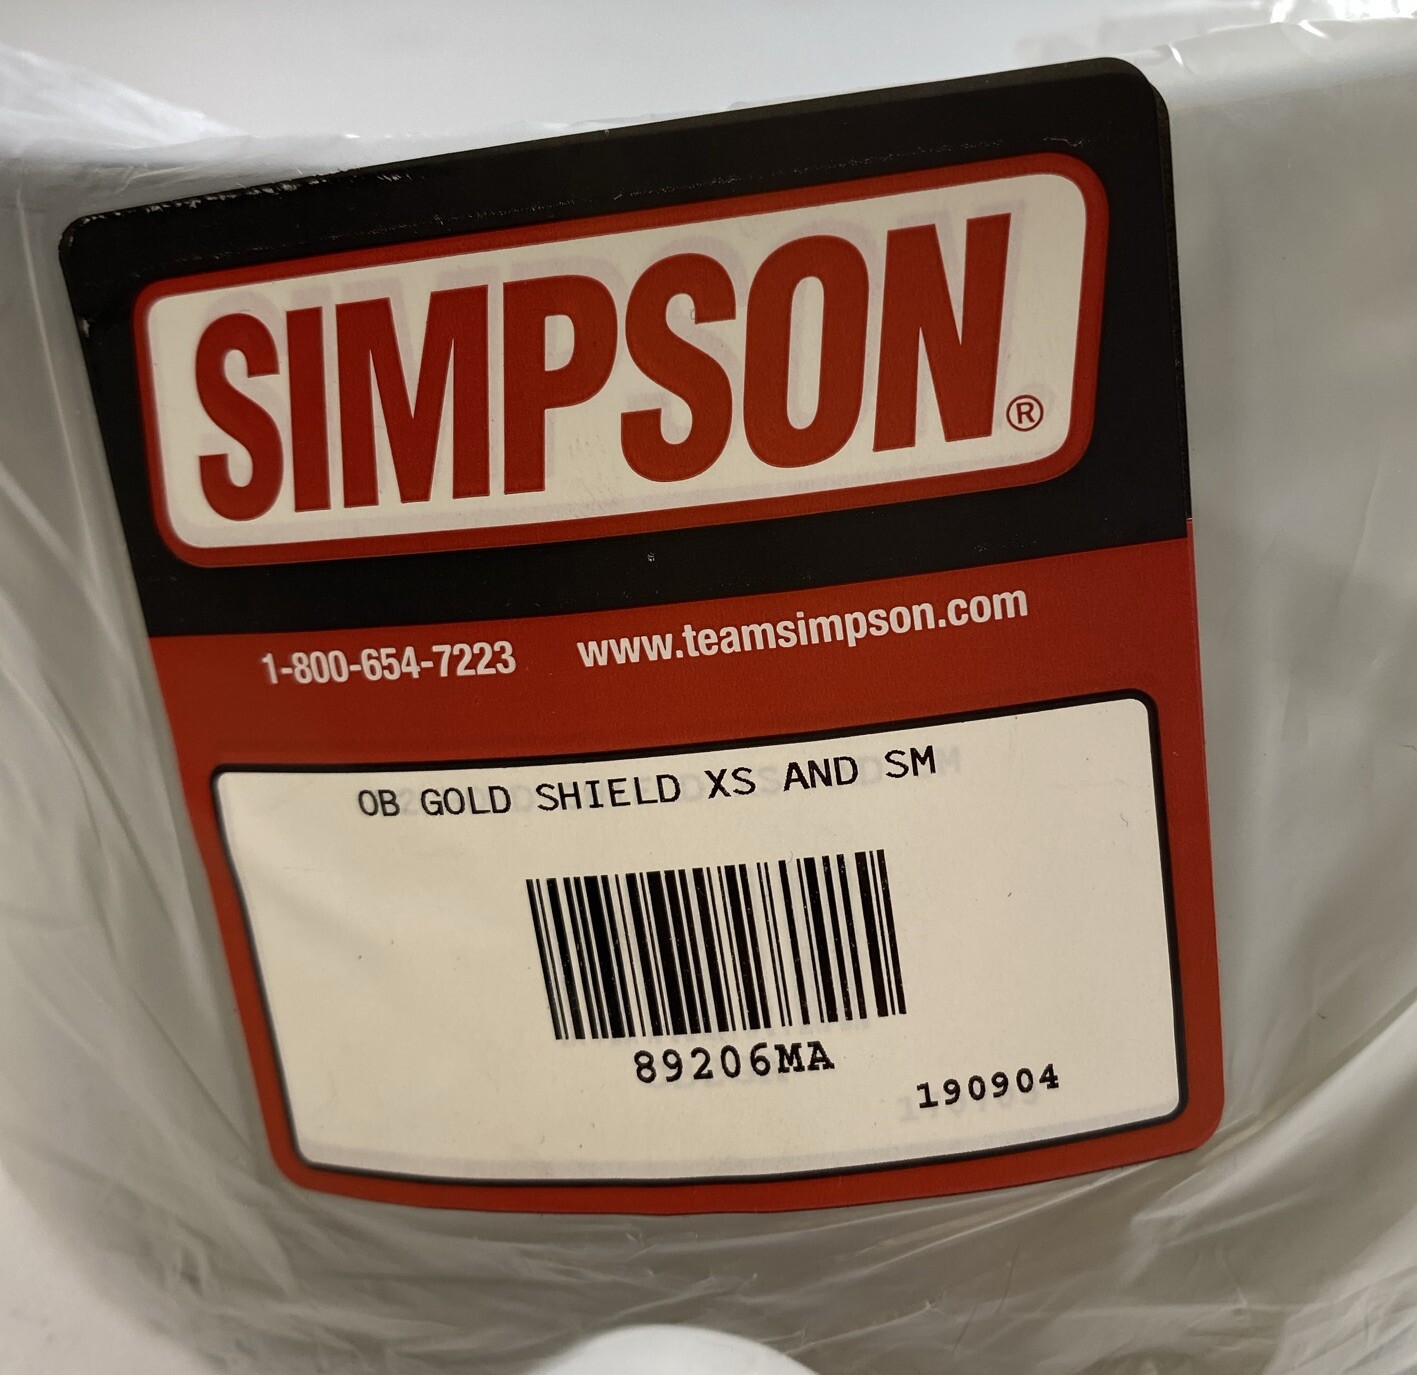 SIMPSON®
1-800-654-7223 www.teamsimpson.com
OB GOLD SHIELD XS AND SM
89206MA
190904